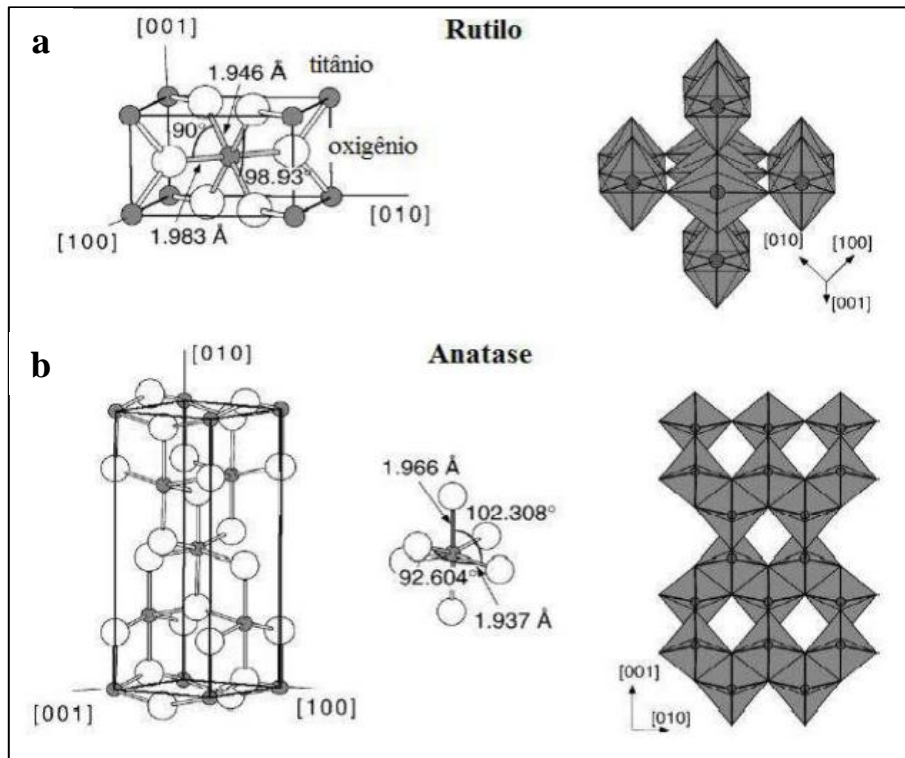 a
Rutilo
[001]
titânio
1.946 Å
90°
oxigênio
98.93°
[010]
[100]
1.983 Å
[010]
[100]
[001]
b
Anatase
[010]
1.966 Å
102.308°
92.604°
1.937 Å
[001]
[100]
[001]
[010]